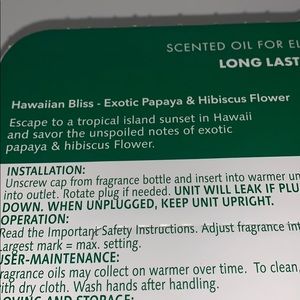 SCENTED OIL FOR EL
LONG LAST
Hawaiian Bliss - Exotic Papaya & Hibiscus Flower
Escape to a tropical island sunset in Hawaii
and savor the unspoiled notes of exotic
papaya & hibiscus Flower.
INSTALLATION:
Unscrew cap from fragrance bottle and insert into warmer un
into outlet. Rotate plug if needed. UNIT WILL LEAK IF PLU
DOWN, WHEN UNPLUGGED, KEEP UNIT UPRIGHT.
OPERATION:
Read the Important Safety Instructions. Adjust fragrance int
Largest mark = max. setting.
USER-MAINTENANCE:
ragrance oils may collect on warmer over time. To clean,
with dry cloth. Wash hands after handling.
OVING AND STORAGE: